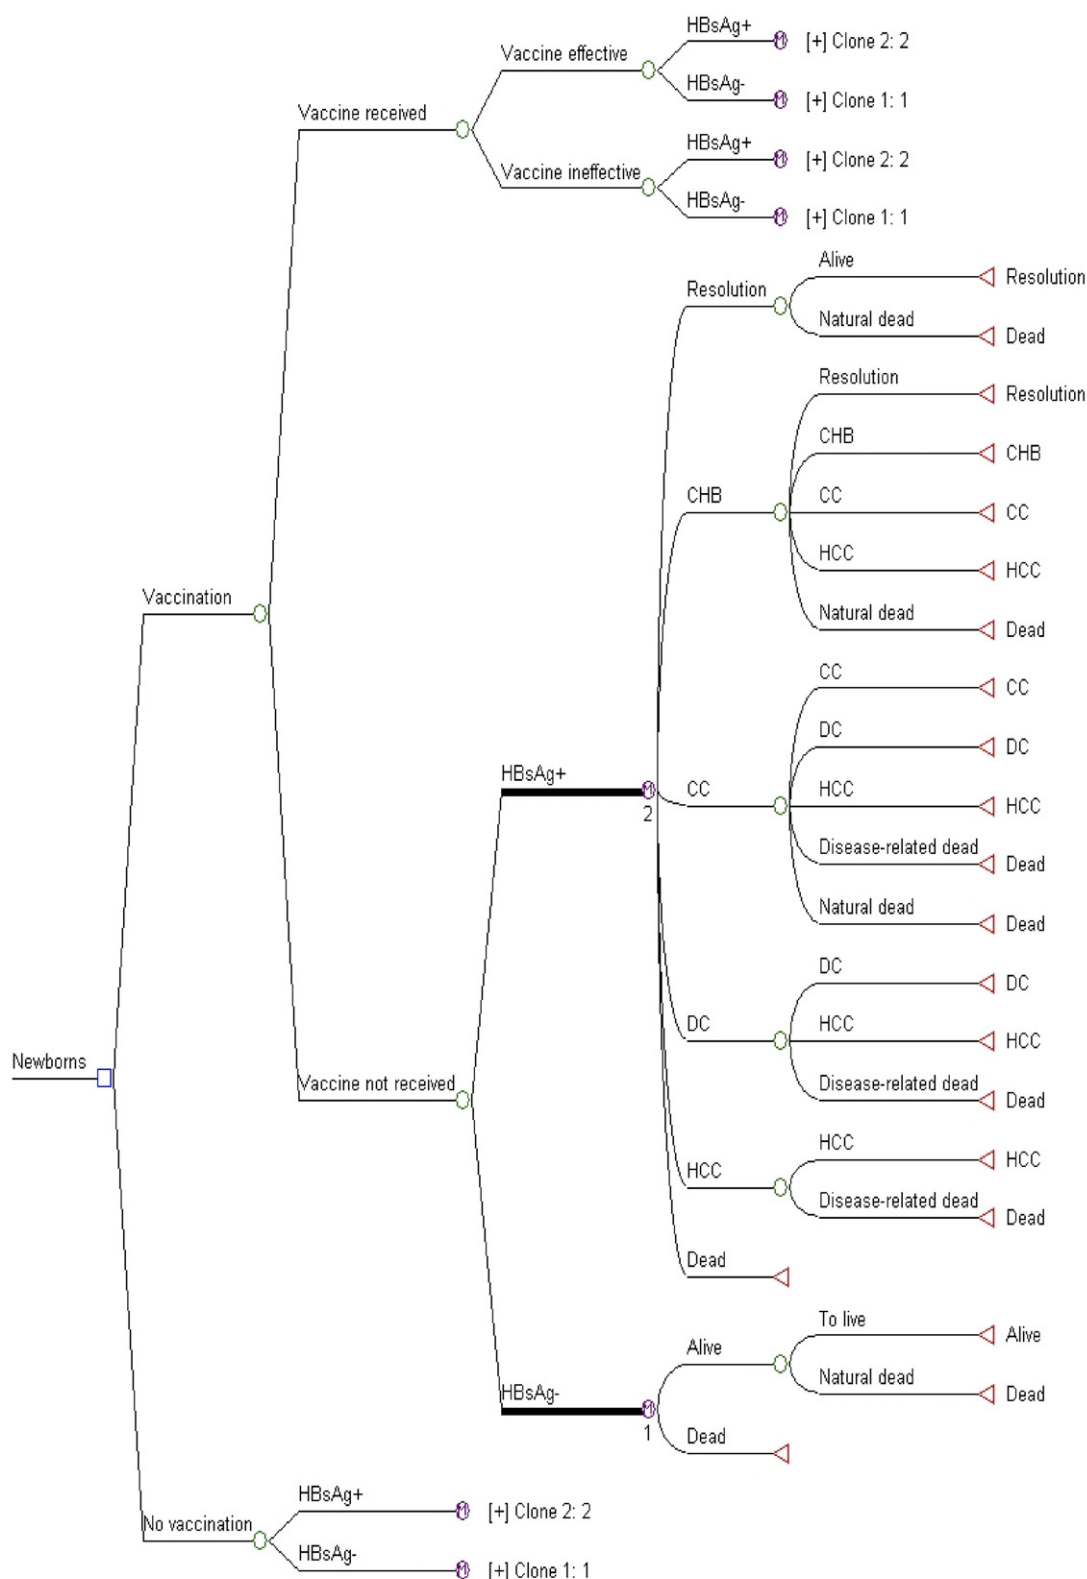 HBsAg+
[+] Clone 2: 2
Vaccine effective
HBsAg-
[+] Clone 1: 1
Vaccine received
HBsAg+
[+] Clone 2: 2
Vaccine ineffective
HBsAg-
[+] Clone 1: 1
Alive
Resolution
Resolution
Natural dead
Dead
Resolution
Resolution
CHB
CHB
CHB
CC
CC
HCC
HCC
Natural dead
Dead
Vaccination
CC
CC
DC
DC
HBsAg+
M
2
CC
HCC
HCC
Disease-related dead
Dead
Natural dead
Dead
DC
DC
DC
HCC
HCC
Newborns
Vaccine not received
Disease-related dead
Dead
HCC
HCC
HCC
Disease-related dead
Dead
Dead
To live
Alive
Alive
Natural dead
Dead
HBsAg-
M
1
Dead
HBsAg+
[+] Clone 2: 2
No vaccination
HBsAg-
[+] Clone 1: 1